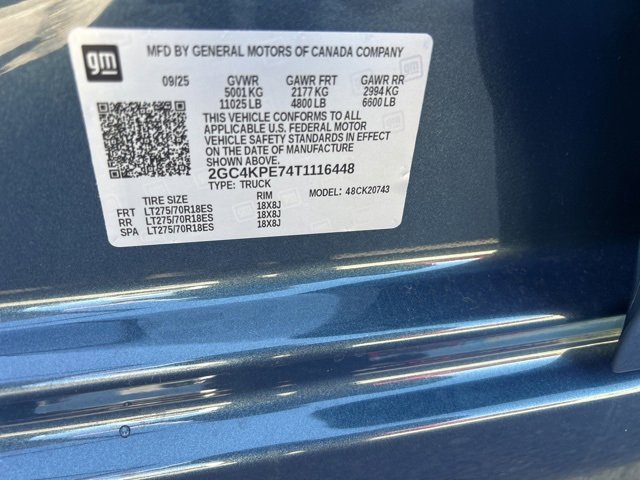 gm
MFD BY GENERAL MOTORS OF CANADA COMPANY
09/25 GVWR GAWR FRT GAWR RR
5001 KG 2177 KG 2994 KG
11025 LB 4800 LB 6600 LB
THIS VEHICLE CONFORMS TO ALL
APPLICABLE U.S. FEDERAL MOTOR
VEHICLE SAFETY STANDARDS IN EFFECT
ON THE DATE OF MANUFACTURE
SHOWN ABOVE.
2GC4KPE74T1116448
TYPE: TRUCK MODEL: 48CK20743
TIRE SIZE RIM
FRT LT275/70R18ES 18X8J
RR LT275/70R18ES 18X8J
SPA LT275/70R18ES 18X8J